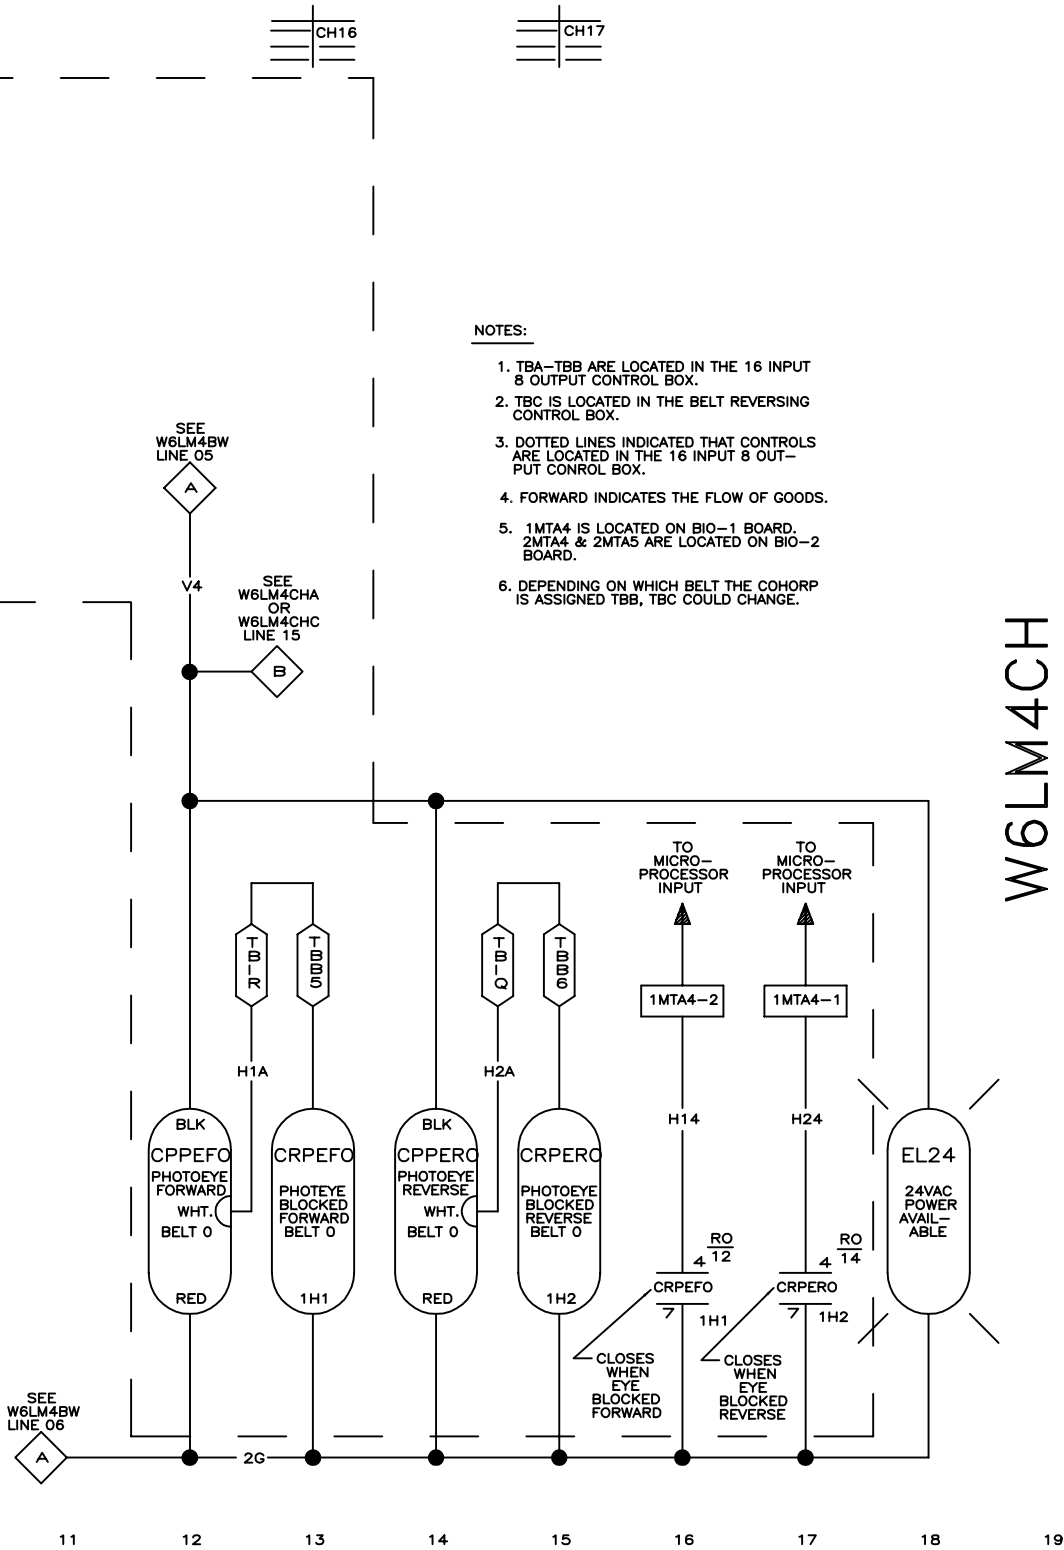 CH16
CH17
NOTES:
1. TBA-TBB ARE LOCATED IN THE 16 INPUT
8 OUTPUT CONTROL BOX.
2. TBC IS LOCATED IN THE BELT REVERSING
CONTROL BOX.
3. DOTTED LINES INDICATED THAT CONTROLS
ARE LOCATED IN THE 16 INPUT 8 OUT-
PUT CONROL BOX.
4. FORWARD INDICATES THE FLOW OF GOODS.
5. 1MTA4 IS LOCATED ON BIO-1 BOARD.
2MTA4 & 2MTA5 ARE LOCATED ON BIO-2
BOARD.
6. DEPENDING ON WHICH BELT THE COHORP
IS ASSIGNED TBB, TBC COULD CHANGE.
SEE
W6LM4BW
LINE 05
A
V4
SEE
W6LM4CHA
OR
W6LM4CHC
LINE 15
B
W6LM4CH
TO
MICRO-
PROCESSOR
INPUT
TO
MICRO-
PROCESSOR
INPUT
TB1R
TBB5
TB1Q
TBB6
1MTA4-2
1MTA4-1
H1A
H2A
H14
H24
BLK
CPPEFO
PHOTOEYE
FORWARD
WHT.
BELT 0
RED
CRPEFO
PHOTEYE
BLOCKED
FORWARD
BELT 0
1H1
BLK
CPPERO
PHOTOEYE
REVERSE
WHT.
BELT 0
RED
CRPERO
PHOTOEYE
BLOCKED
REVERSE
BELT 0
1H2
4
RO
12
CRPEFO
7
1H1
CLOSES
WHEN
EYE
BLOCKED
FORWARD
4
RO
14
CRPERO
7
1H2
CLOSES
WHEN
EYE
BLOCKED
REVERSE
EL24
24VAC
POWER
AVAIL-
ABLE
SEE
W6LM4BW
LINE 06
A
2G
11 12 13 14 15 16 17 18 19